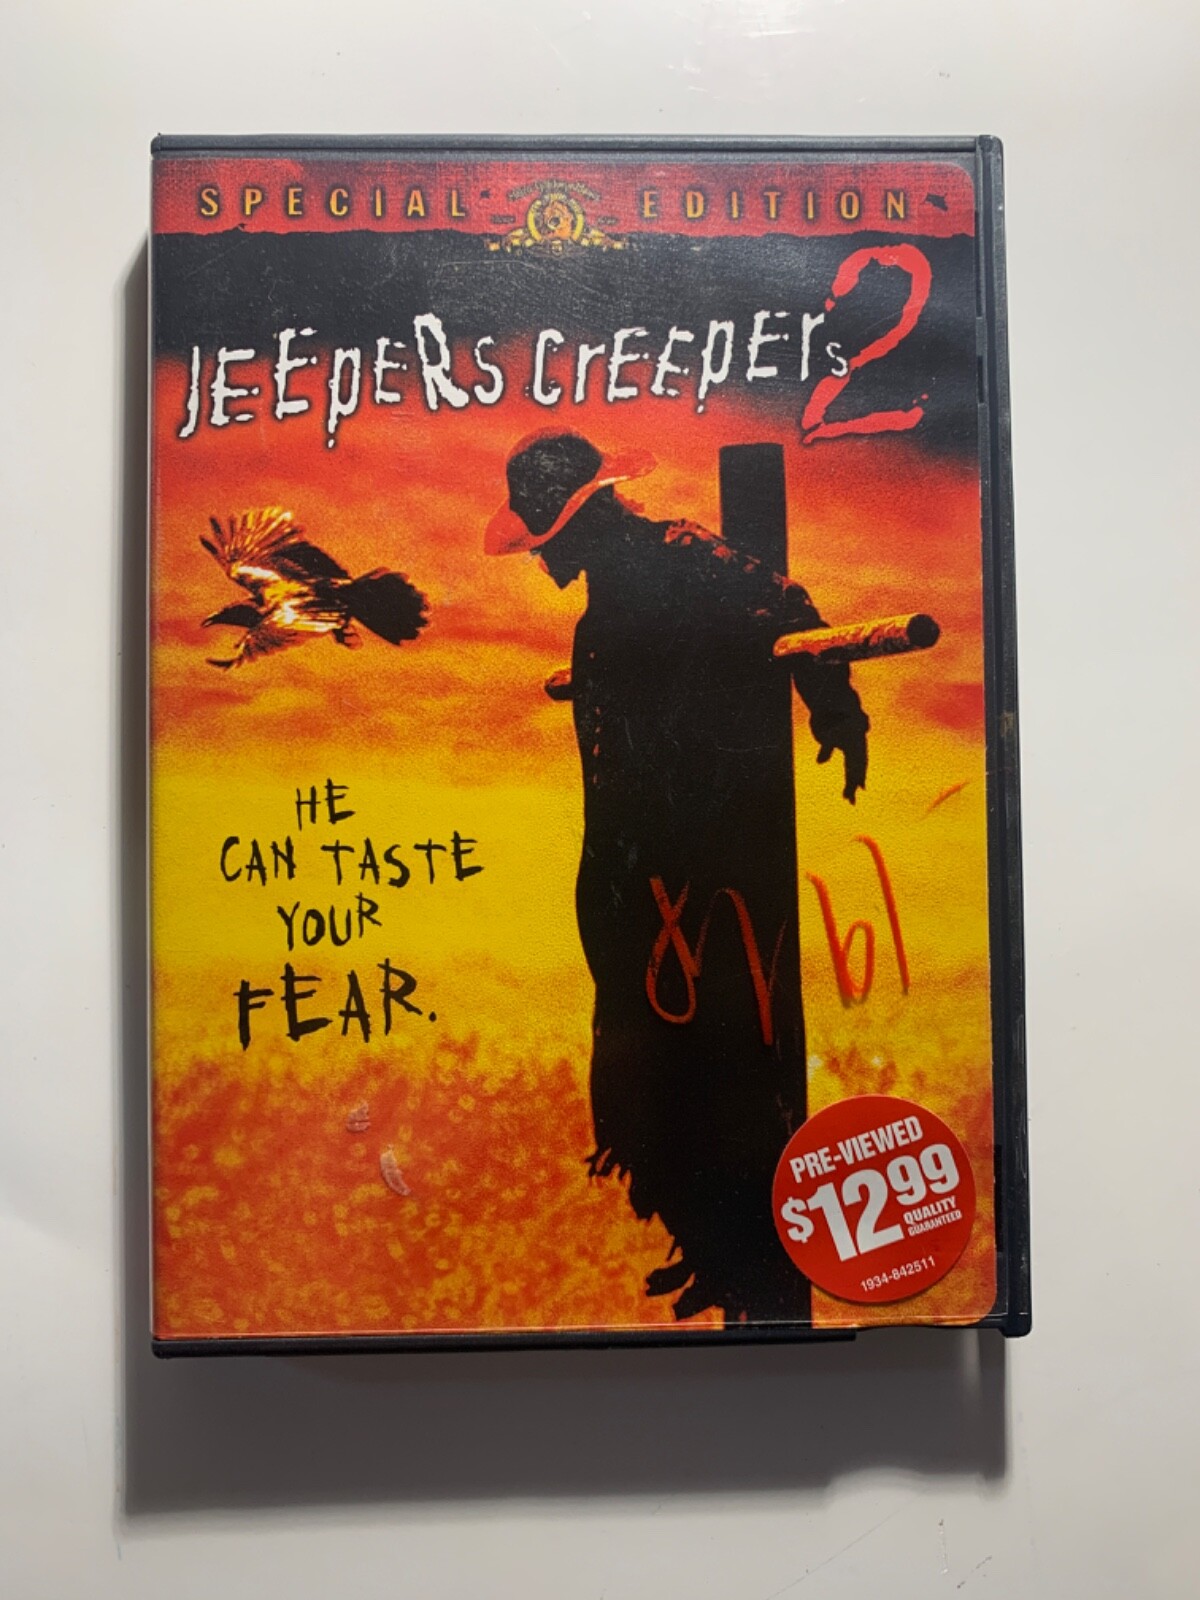 SPECIAL EDITION
JEEPERS CREEPERS 2
HE
CAN TASTE
YOUR
FEAR.
PRE-VIEWED
$12.99
QUALITY
GUARANTEED
1934-842511